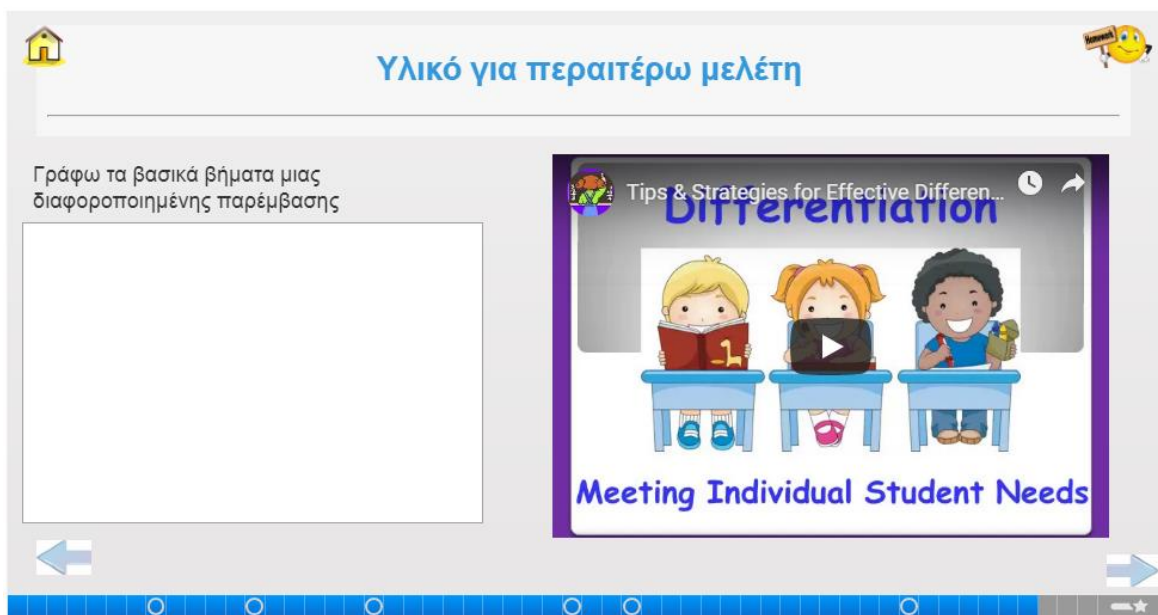 Homework
Υλικό για περαιτέρω μελέτη
Γράφω τα βασικά βήματα μιας
διαφοροποιημένης παρέμβασης
Tips & Strategies for Effective Differen...
Differentiation
Meeting Individual Student Needs